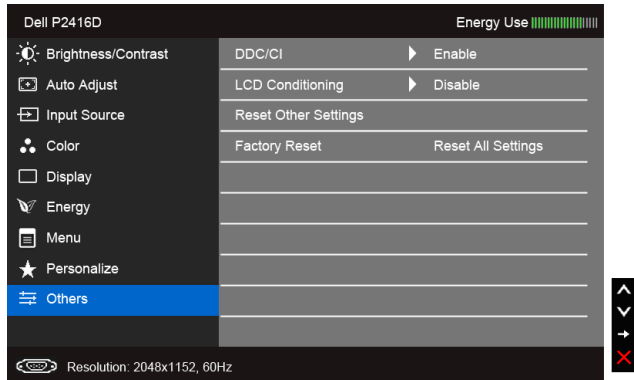 Dell P2416D Energy Use
Brightness/Contrast DDC/CI Enable
Auto Adjust LCD Conditioning Disable
Input Source Reset Other Settings
Color Factory Reset Reset All Settings
Display
Energy
Menu
Personalize
Others
Resolution: 2048x1152, 60Hz